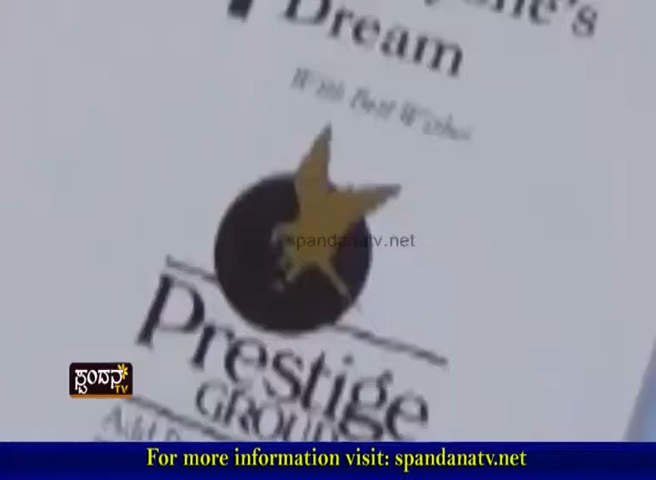 Dream
With Best Wishes
spandanatv.net
Prestige
GROUP
ಸ್ಪಂದನ
TV
For more information visit: spandanatv.net